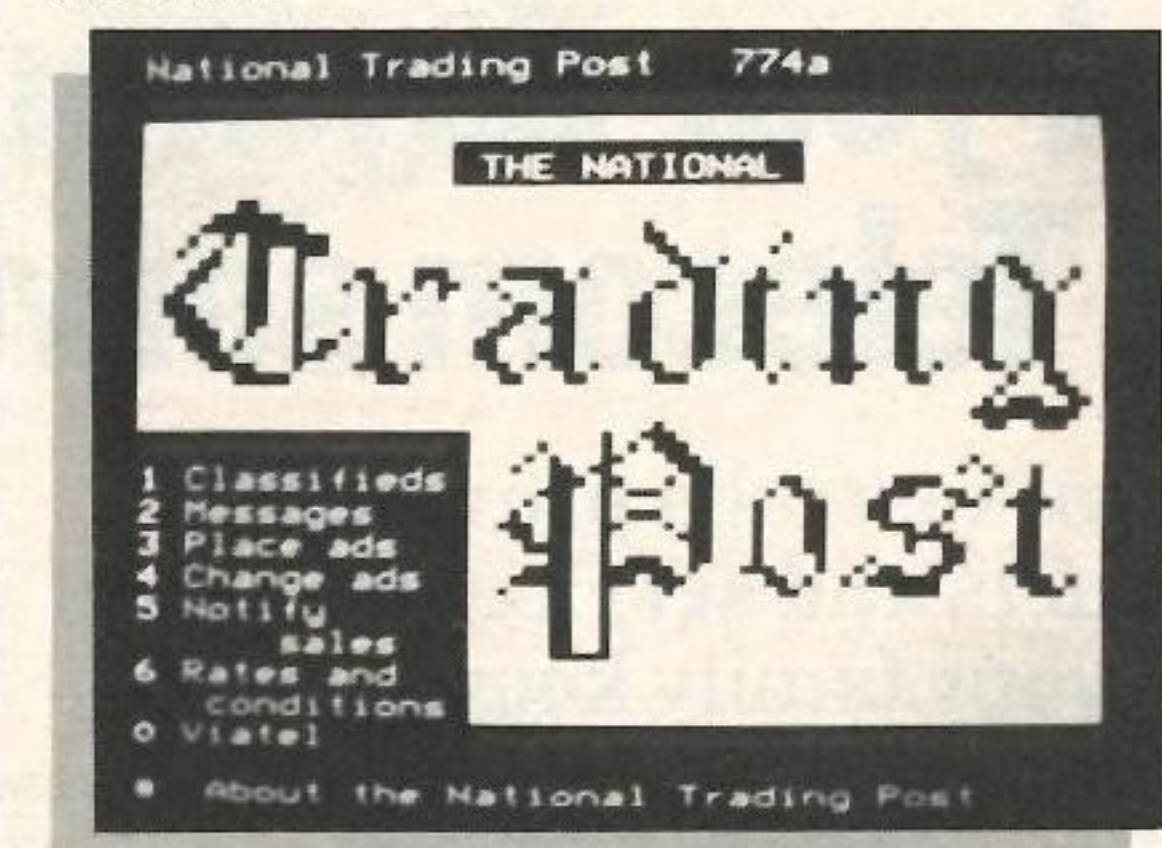 National Trading Post 774a
THE NATIONAL
Trading
Post
1 Classifieds
2 Messages
3 Place ads
4 Change ads
5 Notify
sales
6 Rates and
conditions
0 Viatel
# About the National Trading Post